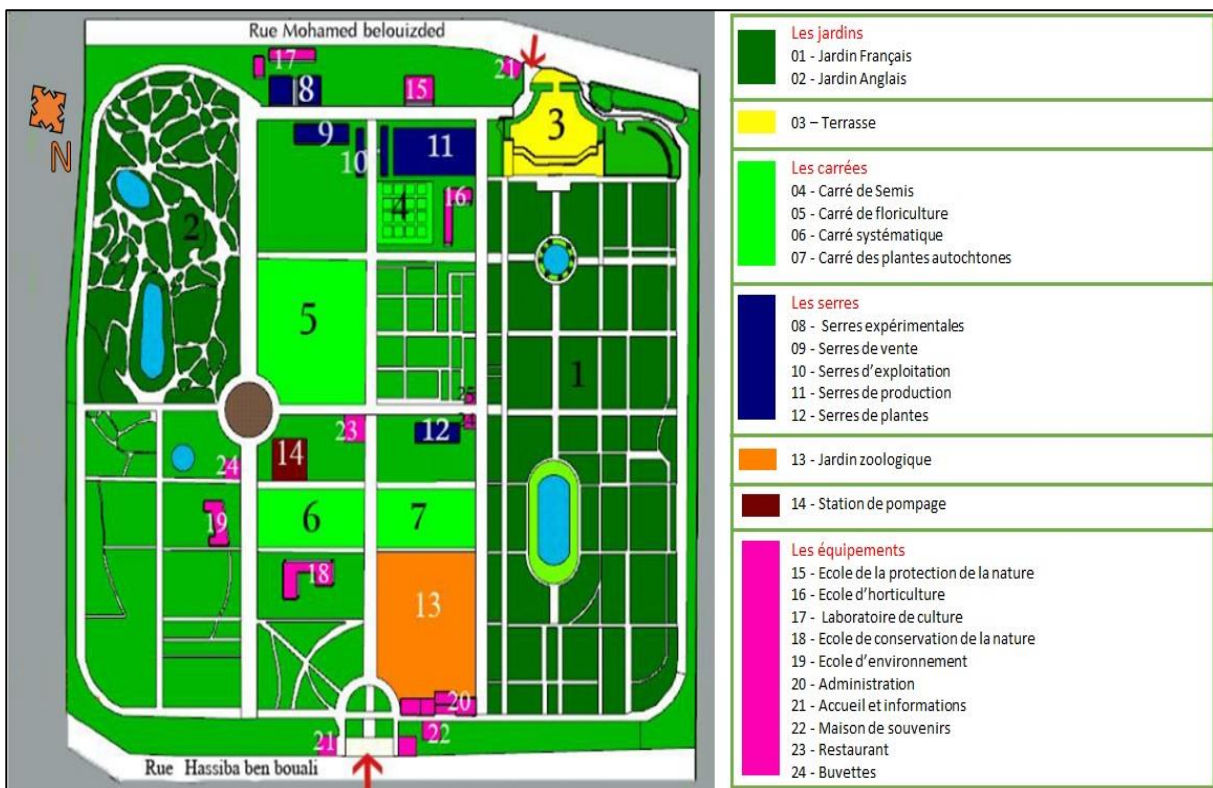 Rue Mohamed belouizded
17
21
8
15
3
N
9
10
11
4
16
2
5
1
25
24
23
12
14
24
6
7
19
18
13
20
22
21
Rue Hassiba ben bouali
Les jardins
01 - Jardin Français
02 - Jardin Anglais
03 – Terrasse
Les carrées
04 - Carré de Semis
05 - Carré de floriculture
06 - Carré systématique
07 - Carré des plantes autochtones
Les serres
08 - Serres expérimentales
09 - Serres de vente
10 - Serres d'exploitation
11 - Serres de production
12 - Serres de plantes
13 - Jardin zoologique
14 - Station de pompage
Les équipements
15 - Ecole de la protection de la nature
16 - Ecole d'horticulture
17 - Laboratoire de culture
18 - Ecole de conservation de la nature
19 - Ecole d'environnement
20 - Administration
21 - Accueil et informations
22 - Maison de souvenirs
23 - Restaurant
24 - Buvettes